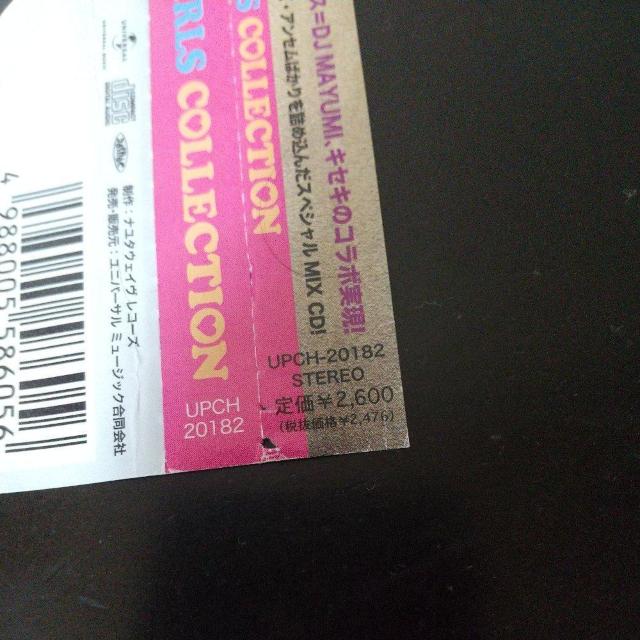 ス=DJ MAYUMI、キセキのコラボ実現!
・アンセムばかりを詰め込んだスペシャル MIX CD!
UPCH-20182
STEREO
定価¥2,600
(税抜価格¥2,476)
S COLLECTION
RLS COLLECTION
UPCH
20182
制作:ナユタウェイヴ レコーズ
発売・販売元:ユニバーサル ミュージック合同会社
4 988005 586056